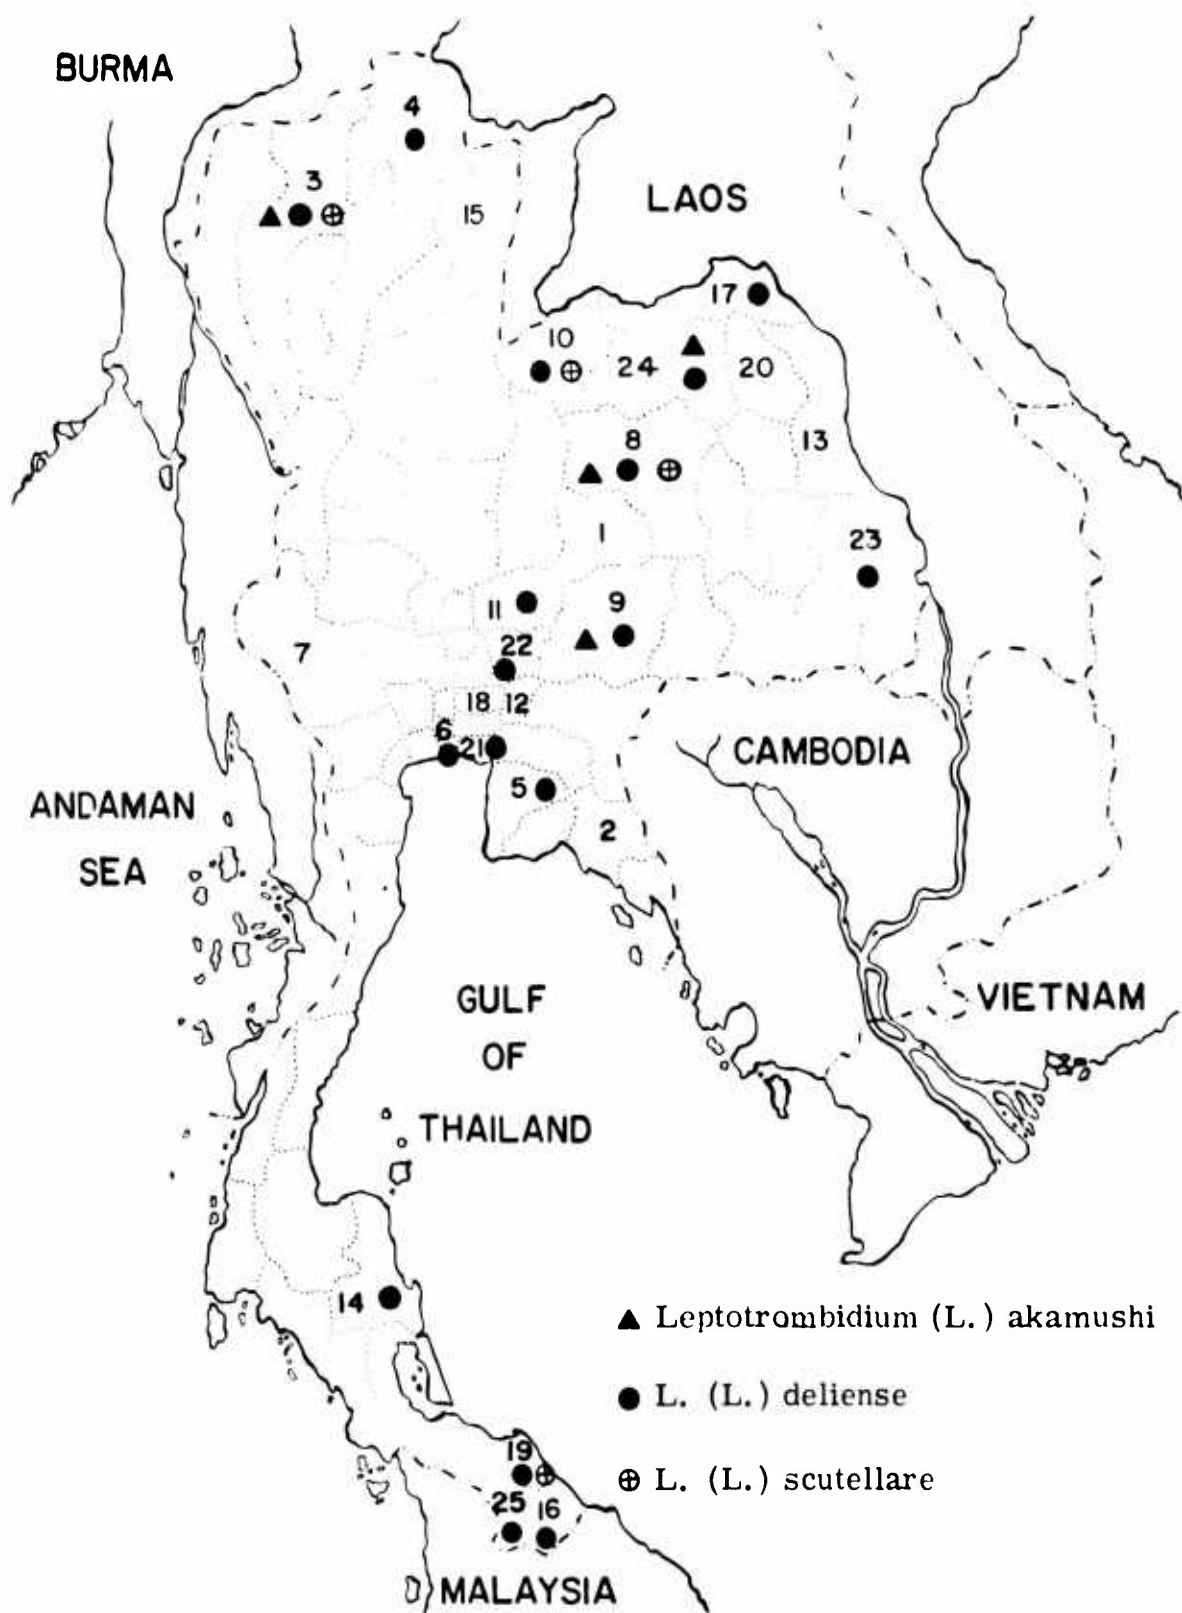 BURMA
4
3
15
LAOS
17
10
24
20
8
13
1
23
11
9
7
22
18
12
6
21
CAMBODIA
5
2
ANDAMAN
SEA
GULF
OF
THAILAND
VIETNAM
14
▲ Leptotrombidium (L.) akamushi
● L. (L.) deliense
⊕ L. (L.) scutellare
19
25
16
MALAYSIA